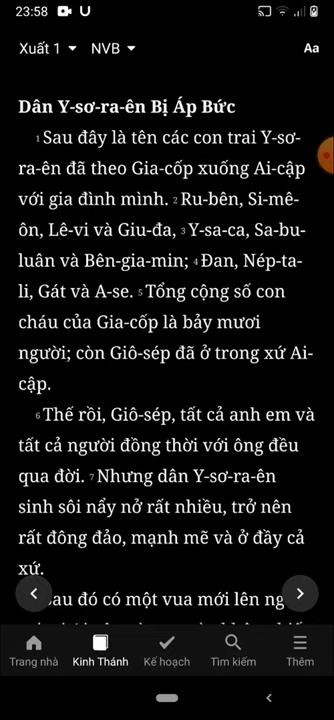 23:58
Xuất 1 NVB Aa
Dân Y-sơ-ra-ên Bị Áp Bức
1 Sau đây là tên các con trai Y-sơ-
ra-ên đã theo Gia-cốp xuống Ai-cập
với gia đình mình. 2 Ru-bên, Si-mê-
ôn, Lê-vi và Giu-đa, 3 Y-sa-ca, Sa-bu-
luân và Bên-gia-min; 4 Đan, Nép-ta-
li, Gát và A-se. 5 Tổng cộng số con
cháu của Gia-cốp là bảy mươi
người; còn Giô-sép đã ở trong xứ Ai-
cập.
6 Thế rồi, Giô-sép, tất cả anh em và
tất cả người đồng thời với ông đều
qua đời. 7 Nhưng dân Y-sơ-ra-ên
sinh sôi nẩy nở rất nhiều, trở nên
rất đông đảo, mạnh mẽ và ở đầy cả
xứ.
Sau đó có một vua mới lên
Trang nhà Kinh Thánh Kế hoạch Tìm kiếm Thêm